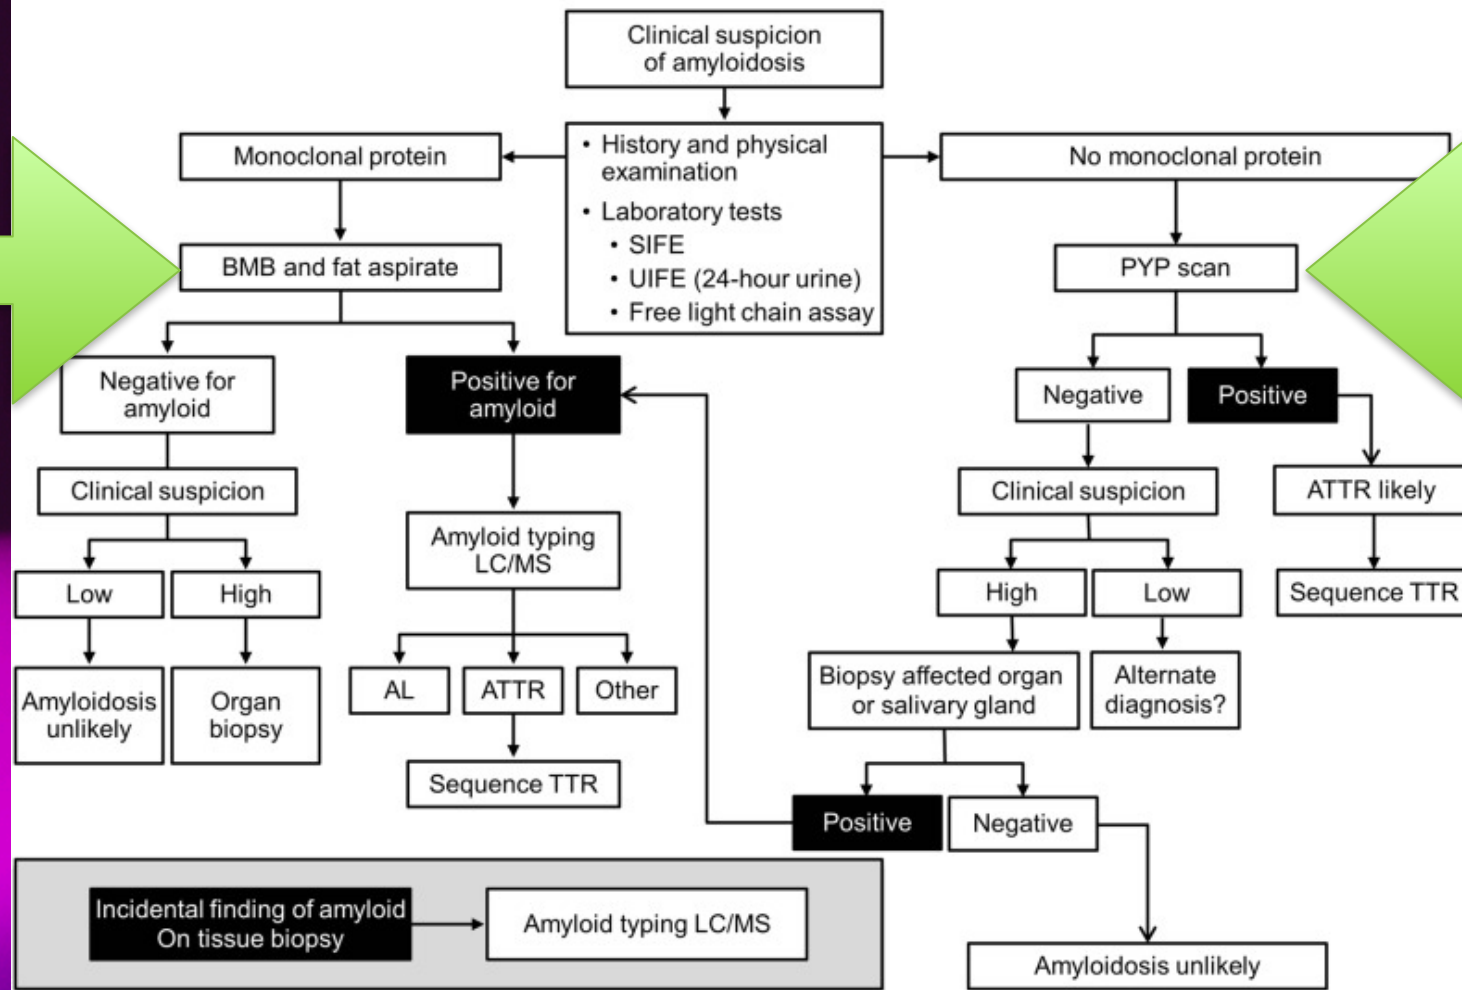 Clinical suspicion
of amyloidosis
Monoclonal protein
• History and physical
examination
• Laboratory tests
• SIFE
• UIFE (24-hour urine)
• Free light chain assay
No monoclonal protein
BMB and fat aspirate
PYP scan
Negative for
amyloid
Positive for
amyloid
Negative
Positive
Clinical suspicion
Amyloid typing
LC/MS
Clinical suspicion
ATTR likely
Low
High
High
Low
Sequence TTR
Amyloidosis
unlikely
Organ
biopsy
AL
ATTR
Other
Biopsy affected organ
or salivary gland
Alternate
diagnosis?
Sequence TTR
Positive
Negative
Incidental finding of amyloid
On tissue biopsy
Amyloid typing LC/MS
Amyloidosis unlikely